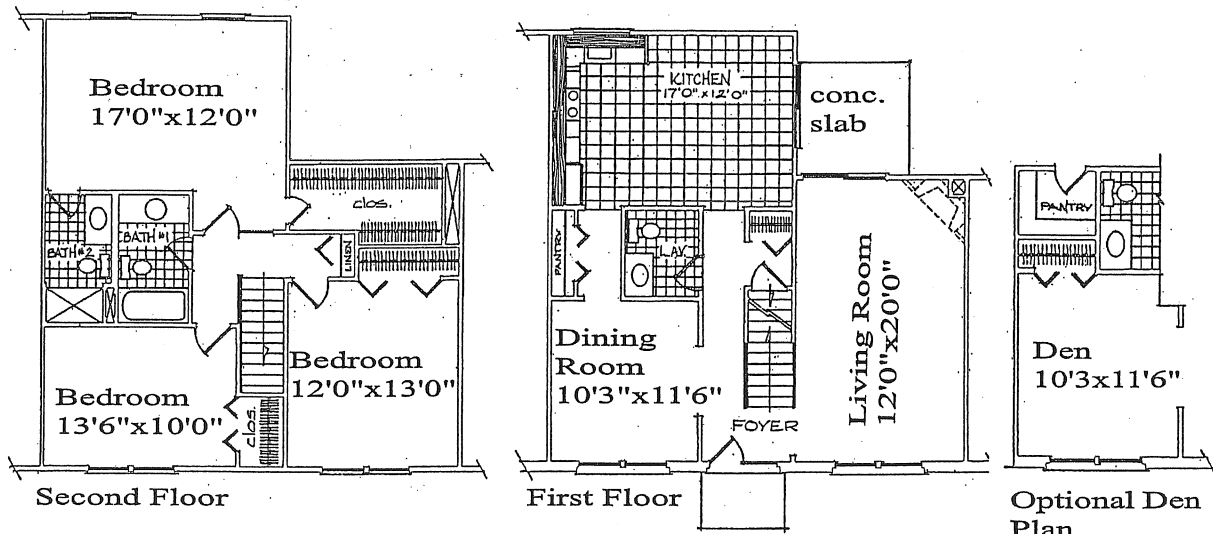 Bedroom
17'0"x12'0"
clos.
BATH #1
BATH #2
LINEN
Bedroom
12'0"x13'0"
Bedroom
13'6"x10'0"
clos.
Second Floor
KITCHEN
17'0"x12'0"
conc.
slab
PANTRY
LAV.
Dining
Room
10'3"x11'6"
Living Room
12'0"x20'0"
FOYER
First Floor
PANTRY
Den
10'3x11'6"
Optional Den
Plan